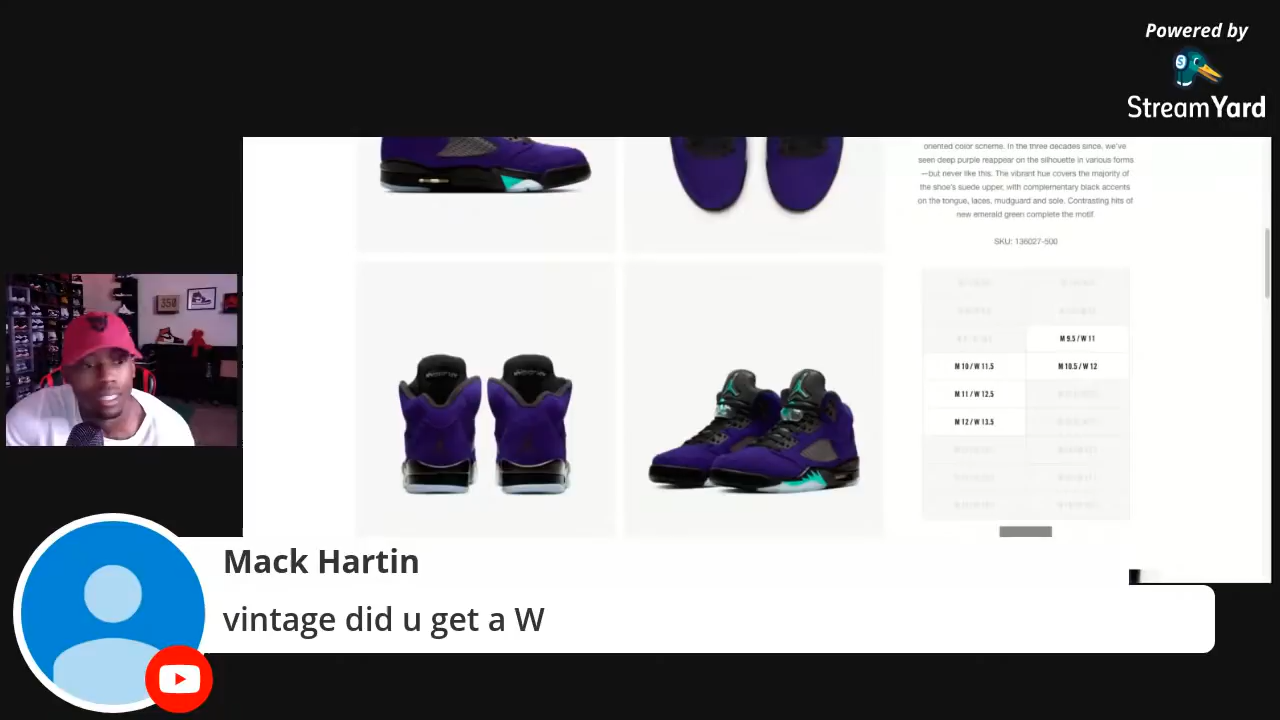 Powered by
StreamYard
oriented color scheme. In the three decades since, we've
seen deep purple reappear on the silhouette in various forms
—but never like this. The vibrant hue covers the majority of
the shoe's suede upper, with complementary black accents
on the tongue, laces, mudguard and sole. Contrasting hits of
new emerald green complete the motif.
SKU: 136027-500
M 9.5 / W 11
M 10 / W 11.5
M 10.5 / W 12
M 11 / W 12.5
M 12 / W 13.5
350
Mack Hartin
vintage did u get a W